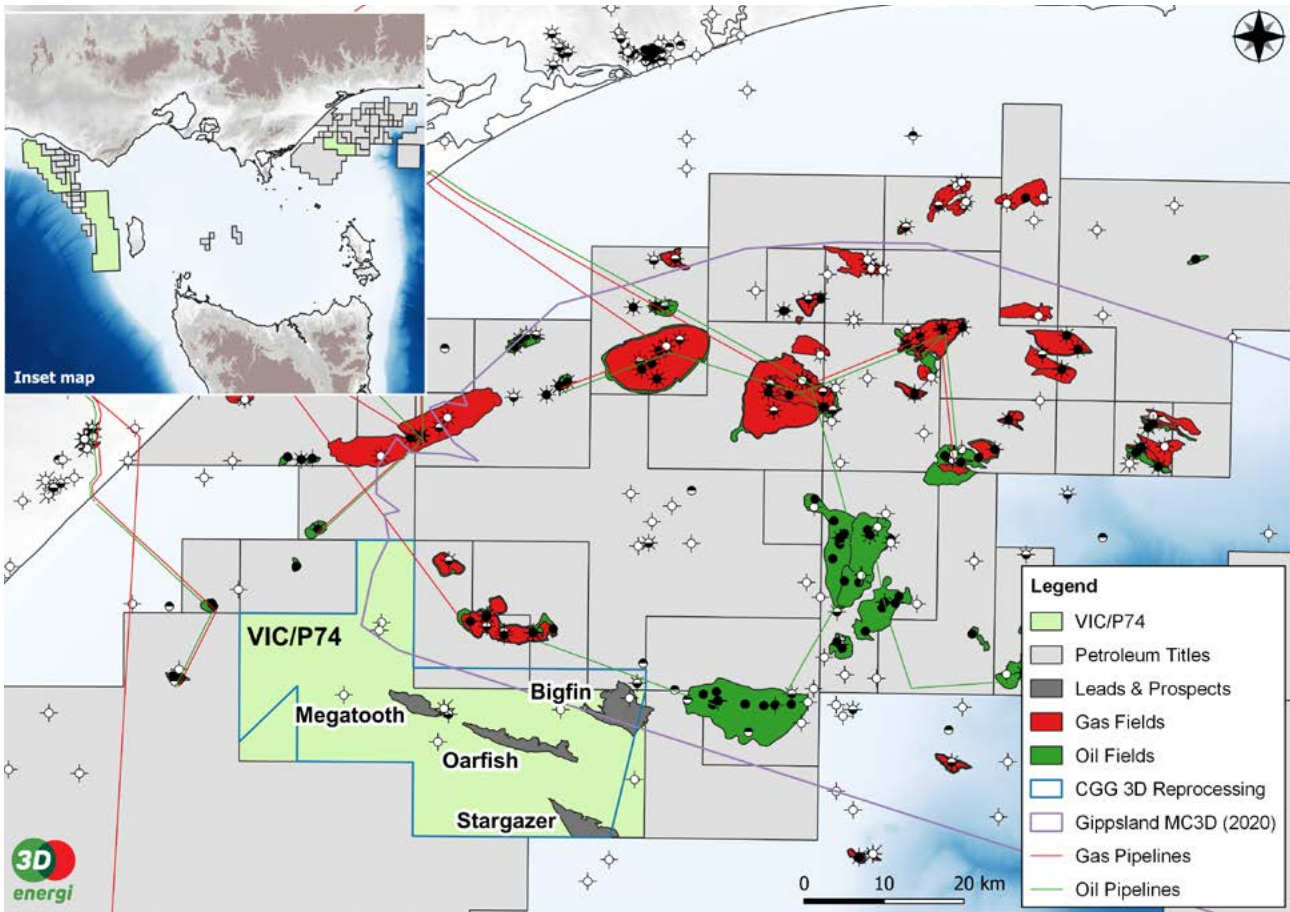 Inset map
VIC/P74
Megatooth
Bigfin
Oarfish
Stargazer
Legend
VIC/P74
Petroleum Titles
Leads & Prospects
Gas Fields
Oil Fields
CGG 3D Reprocessing
Gippsland MC3D (2020)
Gas Pipelines
Oil Pipelines
0 10 20 km
3D
energi